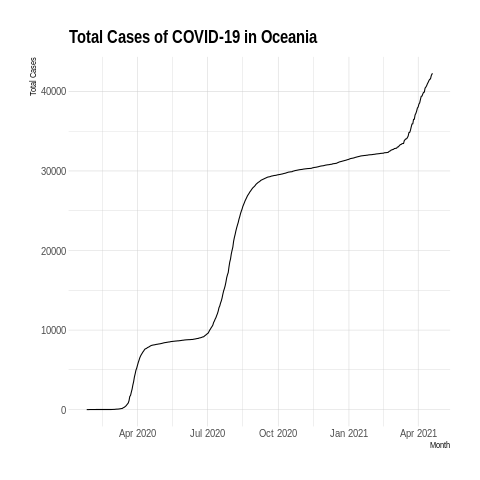 Total Cases of COVID-19 in Oceania
Total Cases
40000
30000
20000
10000
0
Apr 2020 Jul 2020 Oct 2020 Jan 2021 Apr 2021
Month